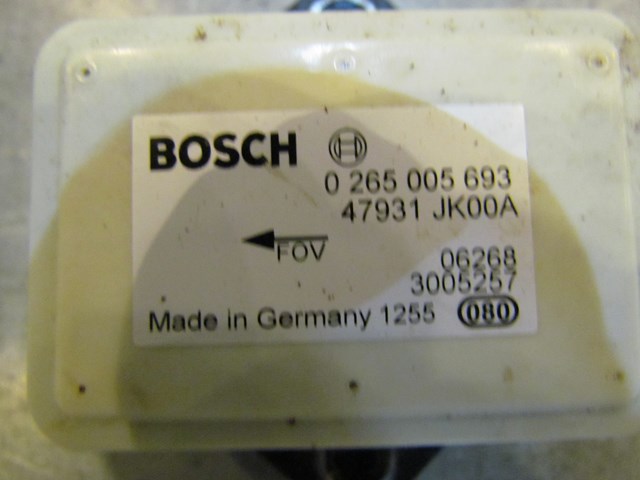 BOSCH
0 265 005 693
47931 JK00A
FOV
06268
3005257
Made in Germany 1255 080